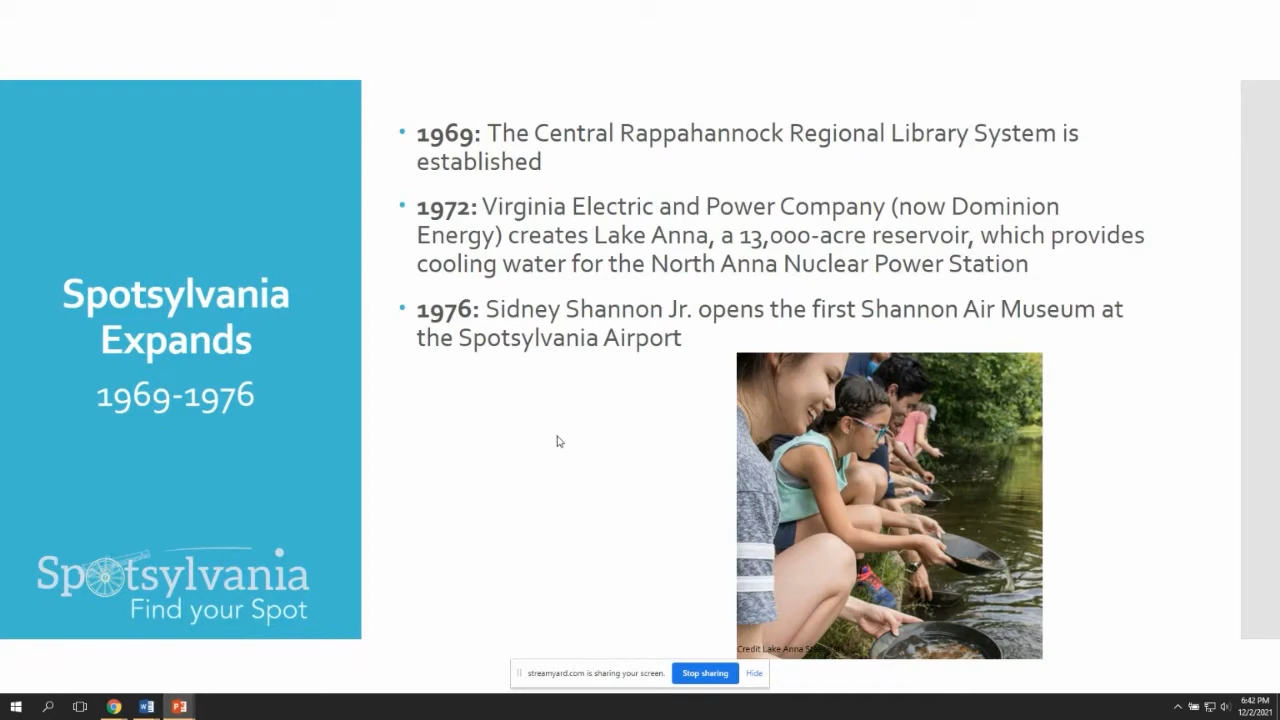 Spotsylvania
Expands
1969-1976
Spotsylvania
Find your Spot
• 1969: The Central Rappahannock Regional Library System is
established
• 1972: Virginia Electric and Power Company (now Dominion
Energy) creates Lake Anna, a 13,000-acre reservoir, which provides
cooling water for the North Anna Nuclear Power Station
• 1976: Sidney Shannon Jr. opens the first Shannon Air Museum at
the Spotsylvania Airport
Credit Lake Anna
streamyard.com is sharing your screen.
Stop sharing
Hide
6:42 PM
12/2/2021